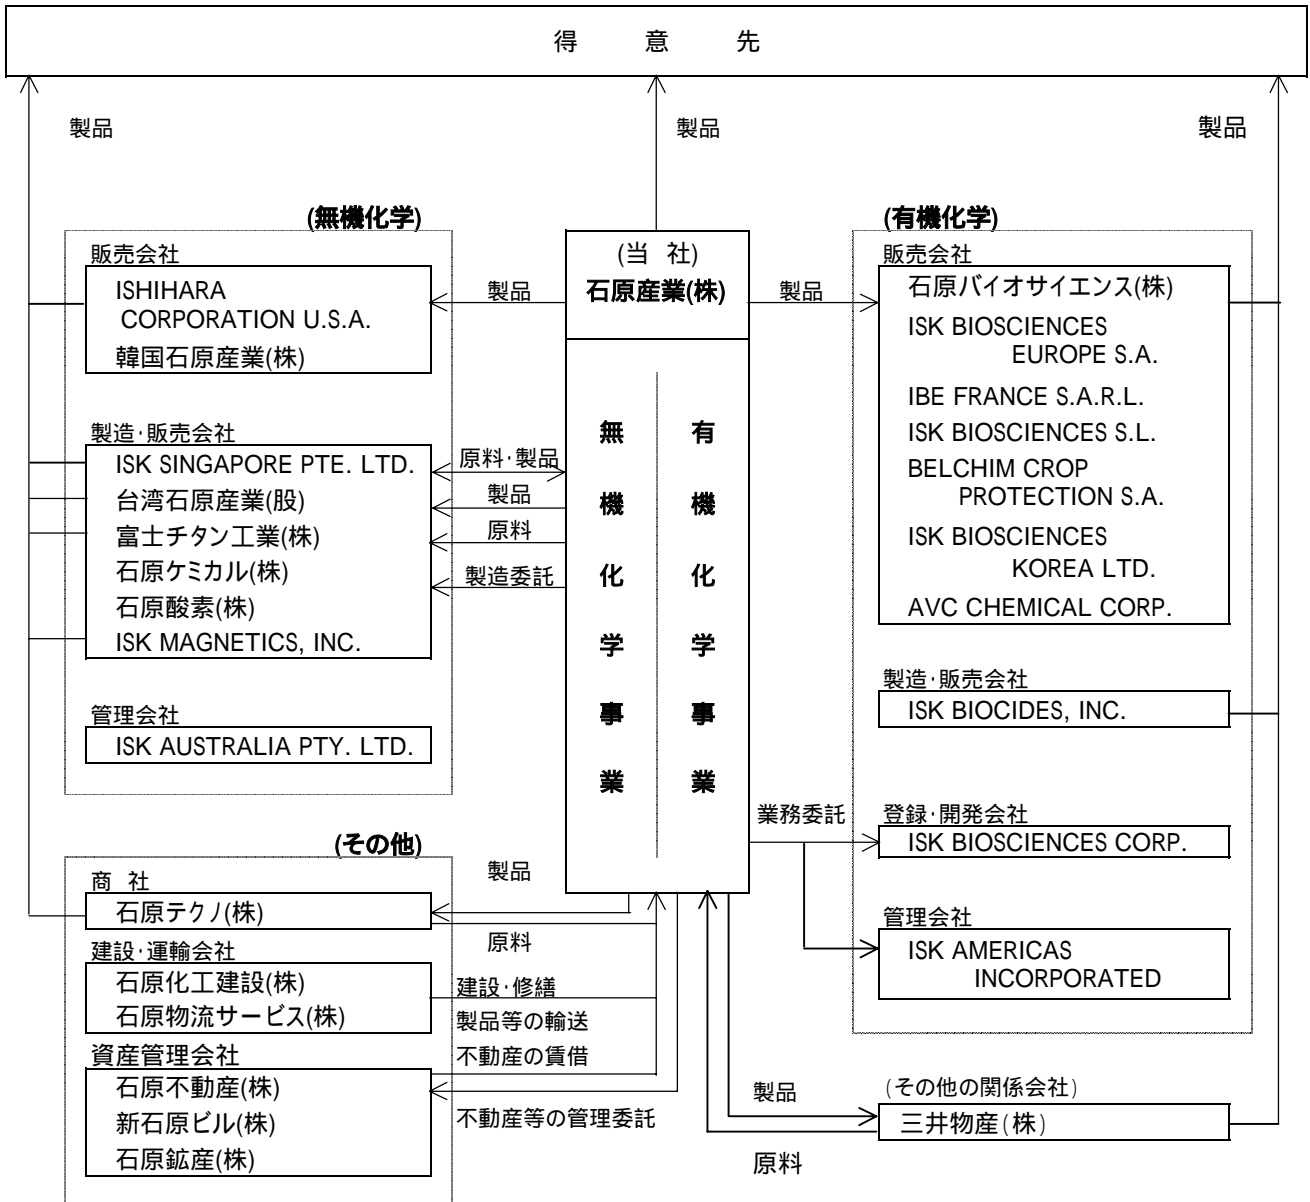 得 意 先
製品
製品
製品
(無機化学)
販売会社
ISHIHARA
CORPORATION U.S.A.
韓国石原産業(株)
製造･販売会社
ISK SINGAPORE PTE. LTD.
台湾石原産業(股)
富士チタン工業(株)
石原ケミカル(株)
石原酸素(株)
ISK MAGNETICS, INC.
管理会社
ISK AUSTRALIA PTY. LTD.
(その他)
商 社
石原テクノ(株)
建設･運輸会社
石原化工建設(株)
石原物流サービス(株)
資産管理会社
石原不動産(株)
新石原ビル(株)
石原鉱産(株)
製品
原料･製品
製品
原料
製造委託
製品
原料
建設･修繕
製品等の輸送
不動産の賃借
不動産等の管理委託
(当 社)
石原産業(株)
無機化学事業
有機化学事業
製品
業務委託
製品
原料
(有機化学)
販売会社
石原バイオサイエンス(株)
ISK BIOSCIENCES
EUROPE S.A.
IBE FRANCE S.A.R.L.
ISK BIOSCIENCES S.L.
BELCHIM CROP
PROTECTION S.A.
ISK BIOSCIENCES
KOREA LTD.
AVC CHEMICAL CORP.
製造･販売会社
ISK BIOCIDES, INC.
登録･開発会社
ISK BIOSCIENCES CORP.
管理会社
ISK AMERICAS
INCORPORATED
(その他の関係会社)
三井物産(株)